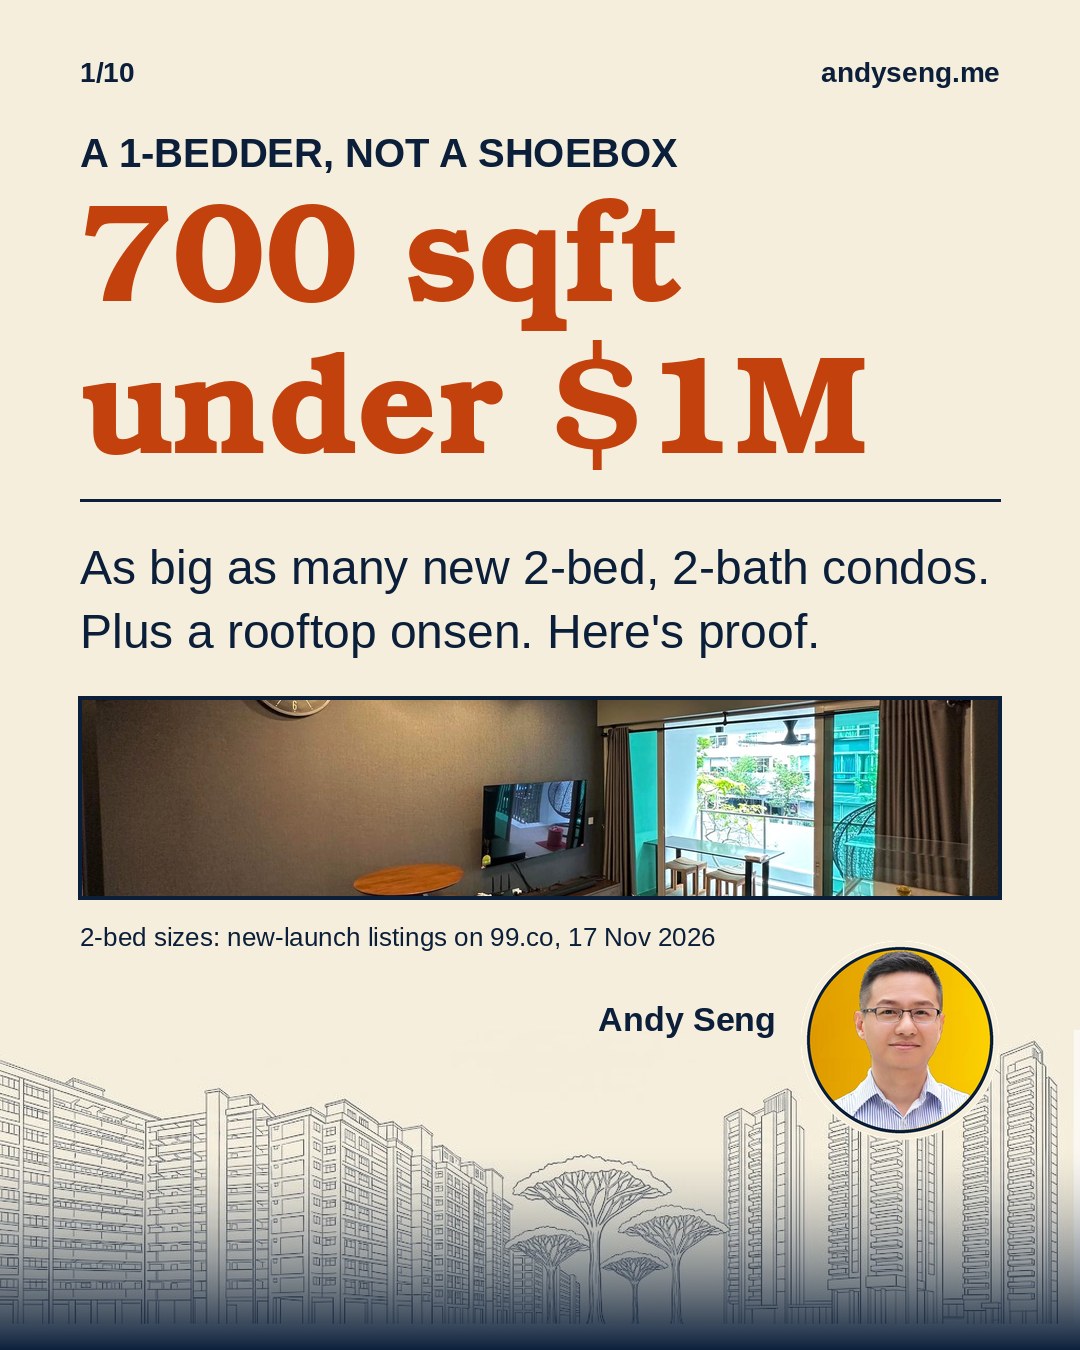 1/10
andyseng.me
A 1-BEDDER, NOT A SHOEBOX
700 sqft
under $1M
As big as many new 2-bed, 2-bath condos.
Plus a rooftop onsen. Here's proof.
6
2-bed sizes: new-launch listings on 99.co, 17 Nov 2026
Andy Seng